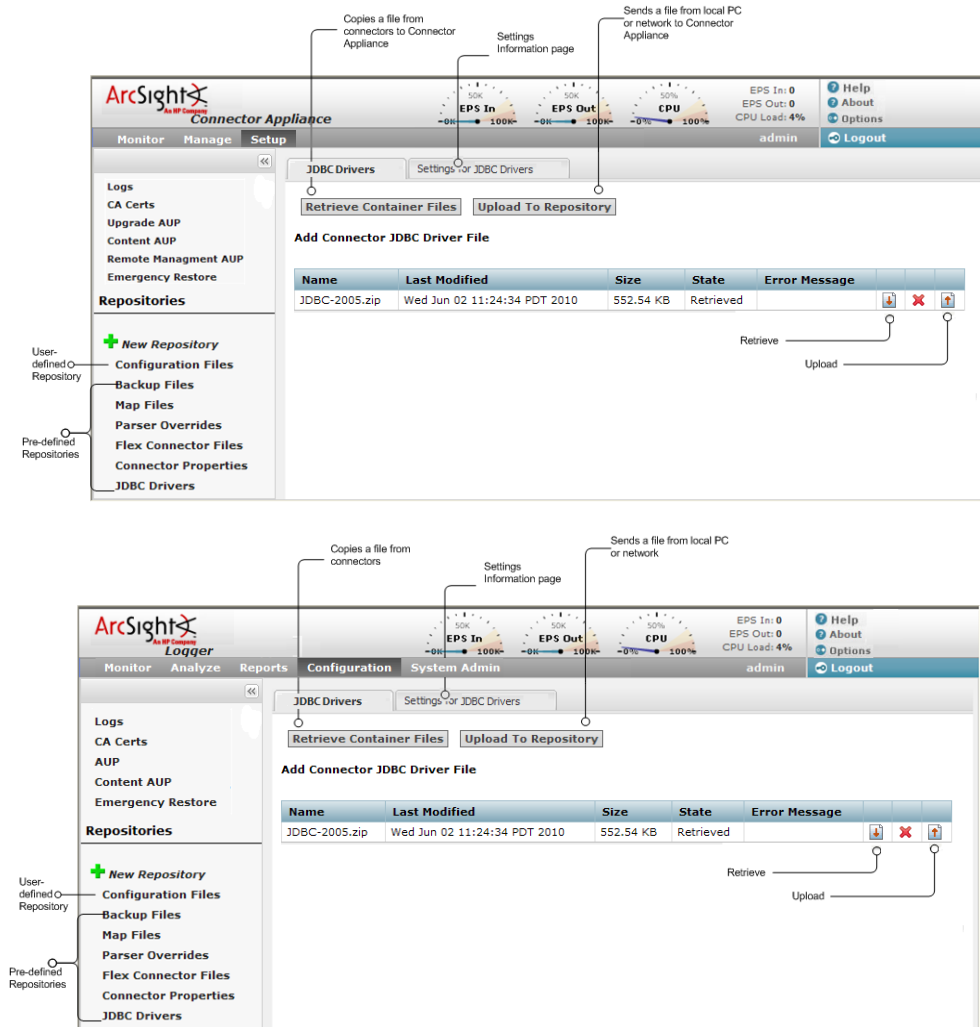 Copies a file from
connectors to Connector
Appliance
Settings
Information page
Sends a file from local PC
or network to Connector
Appliance
ArcSight
An HP Company
Connector Appliance
50K
EPS In
-0K 100K-
50K
EPS Out
-0K 100K-
50%
CPU
-0% 100%
EPS In: 0
EPS Out: 0
CPU Load: 4%
Help
About
Options
Monitor Manage Setup
admin
Logout
JDBC Drivers
Settings for JDBC Drivers
Logs
CA Certs
Upgrade AUP
Content AUP
Remote Managment AUP
Emergency Restore
Repositories
New Repository
Configuration Files
Backup Files
Map Files
Parser Overrides
Flex Connector Files
Connector Properties
JDBC Drivers
User-
defined
Repository
Pre-defined
Repositories
Retrieve Container Files Upload To Repository
Add Connector JDBC Driver File
Name Last Modified Size State Error Message
JDBC-2005.zip Wed Jun 02 11:24:34 PDT 2010 552.54 KB Retrieved
Retrieve
Upload
Copies a file from
connectors
Settings
Information page
Sends a file from local PC
or network
ArcSight
An HP Company
Logger
50K
EPS In
-0K 100K-
50K
EPS Out
-0K 100K-
50%
CPU
-0% 100%
EPS In: 0
EPS Out: 0
CPU Load: 4%
Help
About
Options
Monitor Analyze Reports Configuration System Admin
admin
Logout
JDBC Drivers
Settings for JDBC Drivers
Logs
CA Certs
AUP
Content AUP
Emergency Restore
Repositories
New Repository
Configuration Files
Backup Files
Map Files
Parser Overrides
Flex Connector Files
Connector Properties
JDBC Drivers
User-
defined
Repository
Pre-defined
Repositories
Retrieve Container Files Upload To Repository
Add Connector JDBC Driver File
Name Last Modified Size State Error Message
JDBC-2005.zip Wed Jun 02 11:24:34 PDT 2010 552.54 KB Retrieved
Retrieve
Upload